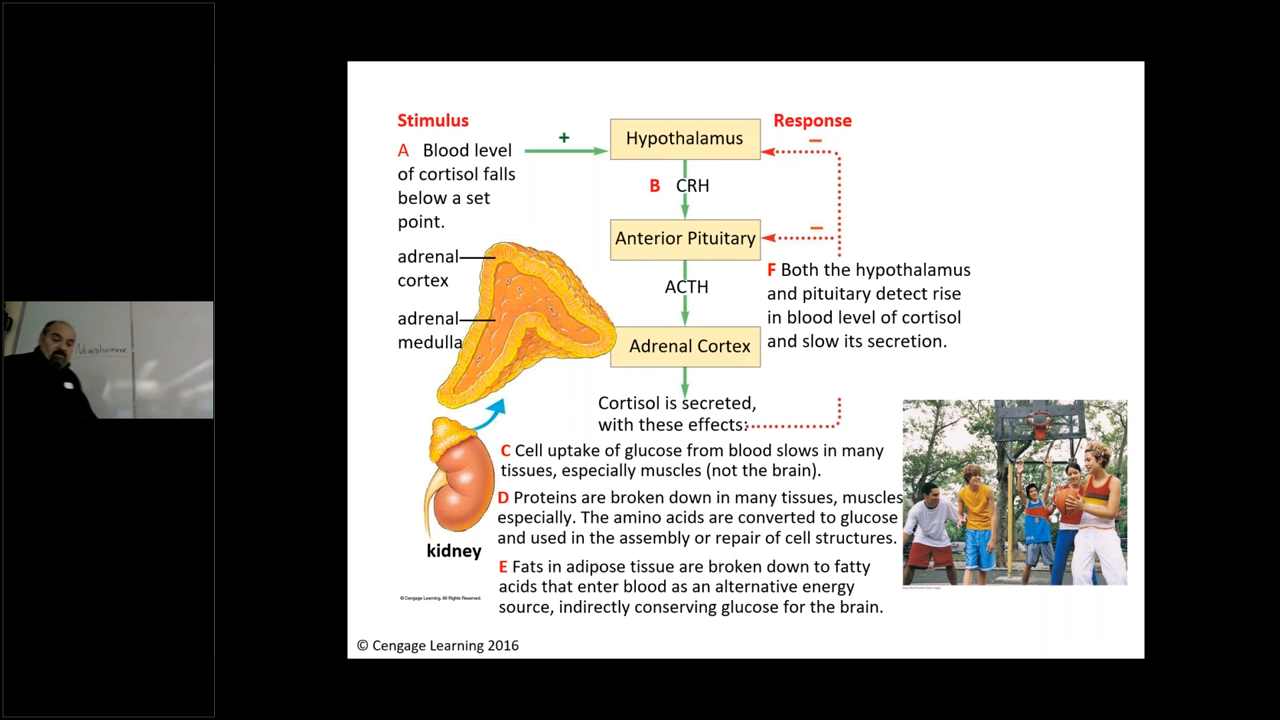 Stimulus
A Blood level
of cortisol falls
below a set
point.
+
Hypothalamus
Response
–
B CRH
Anterior Pituitary
–
ACTH
Adrenal Cortex
adrenal
cortex
adrenal
medulla
F Both the hypothalamus
and pituitary detect rise
in blood level of cortisol
and slow its secretion.
Cortisol is secreted,
with these effects:
C Cell uptake of glucose from blood slows in many
tissues, especially muscles (not the brain).
D Proteins are broken down in many tissues, muscles
especially. The amino acids are converted to glucose
and used in the assembly or repair of cell structures.
E Fats in adipose tissue are broken down to fatty
acids that enter blood as an alternative energy
source, indirectly conserving glucose for the brain.
kidney
© Cengage Learning. All Rights Reserved.
© Cengage Learning 2016